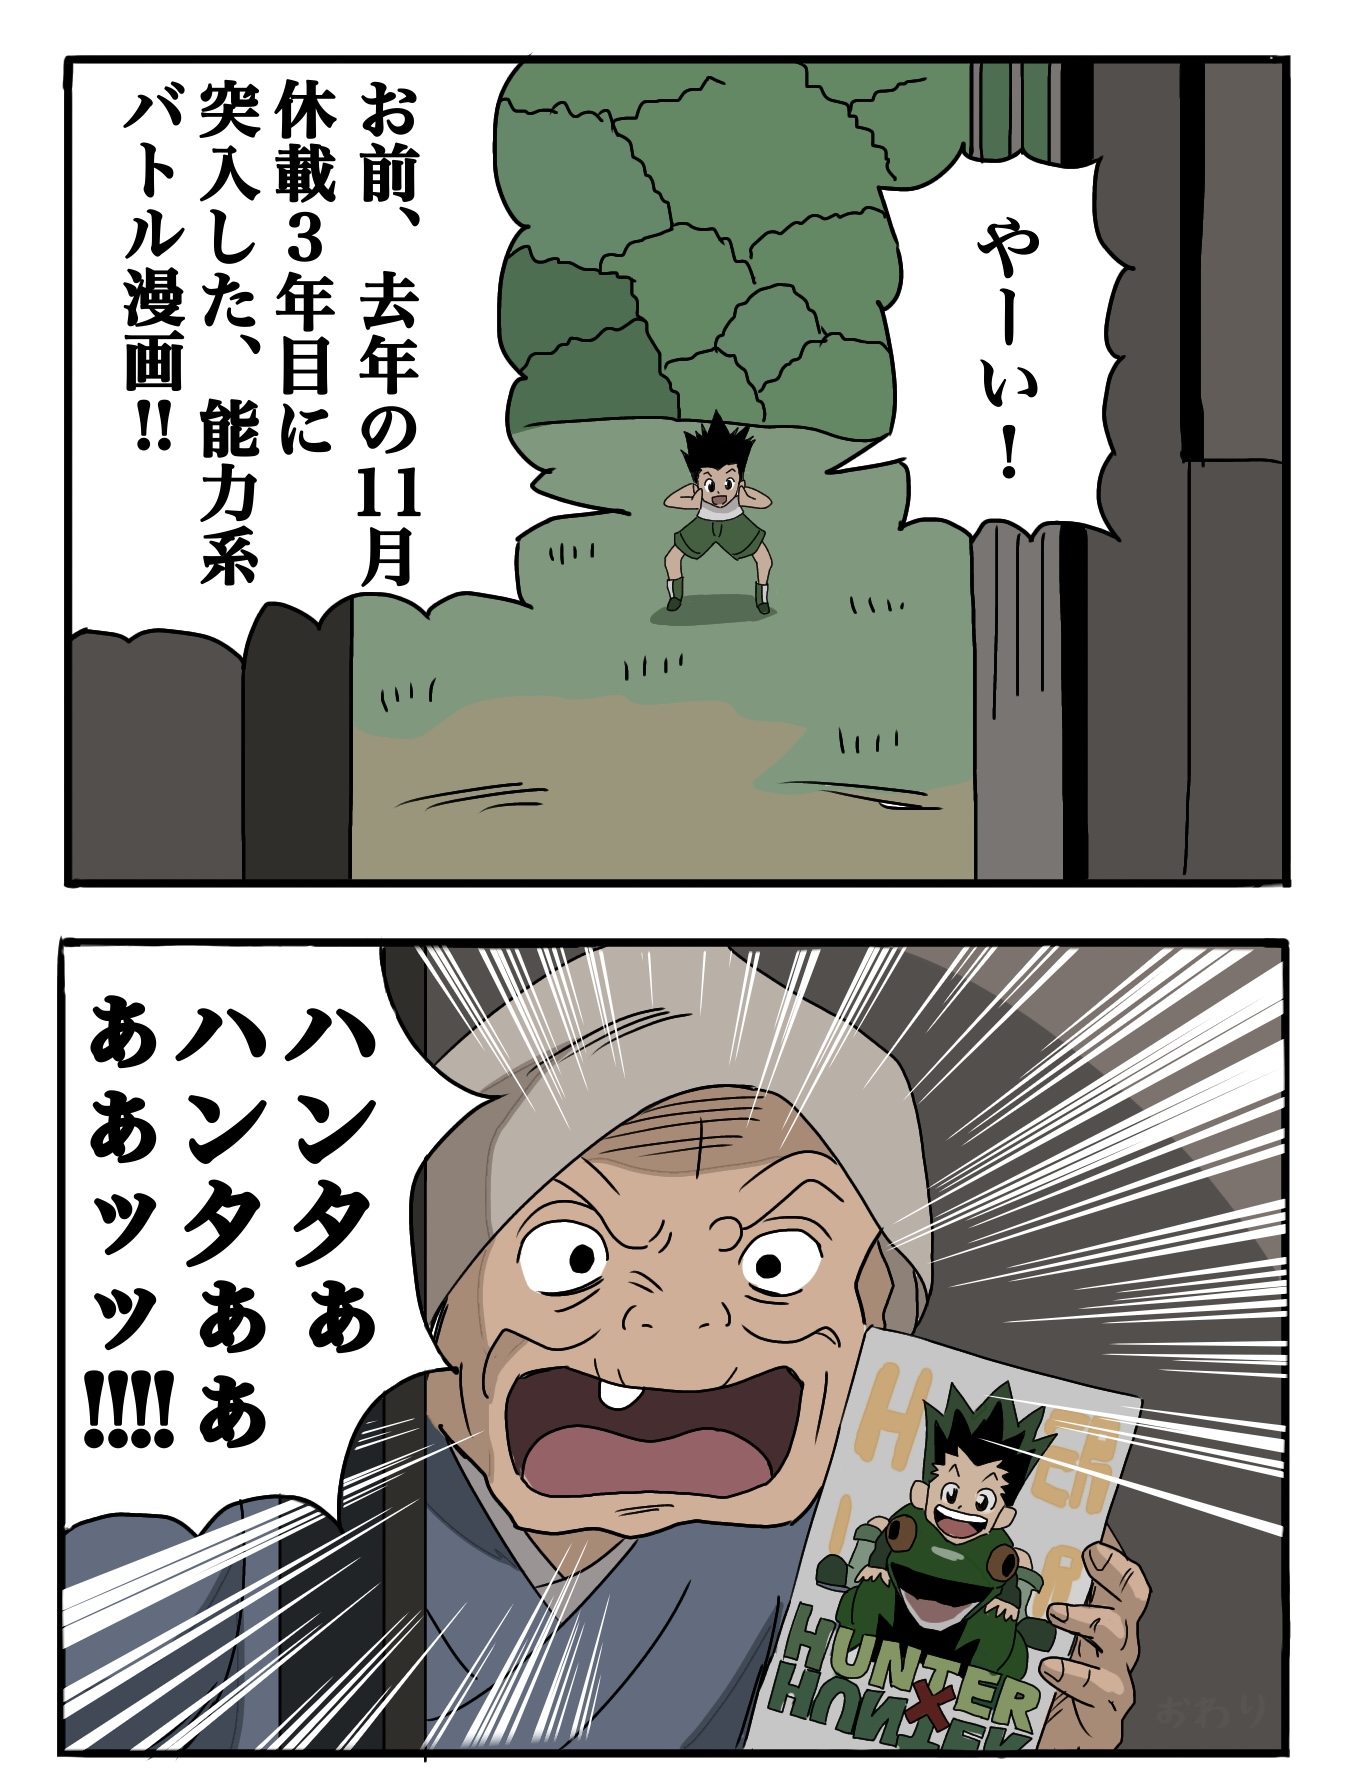 やーい！
お前、去年の11月
休載3年目に
突入した、能力系
バトル漫画!!
ハンタぁ
ハンタぁぁ
ああッッ!!!!
HUNTER
×
HUNTER
おわり